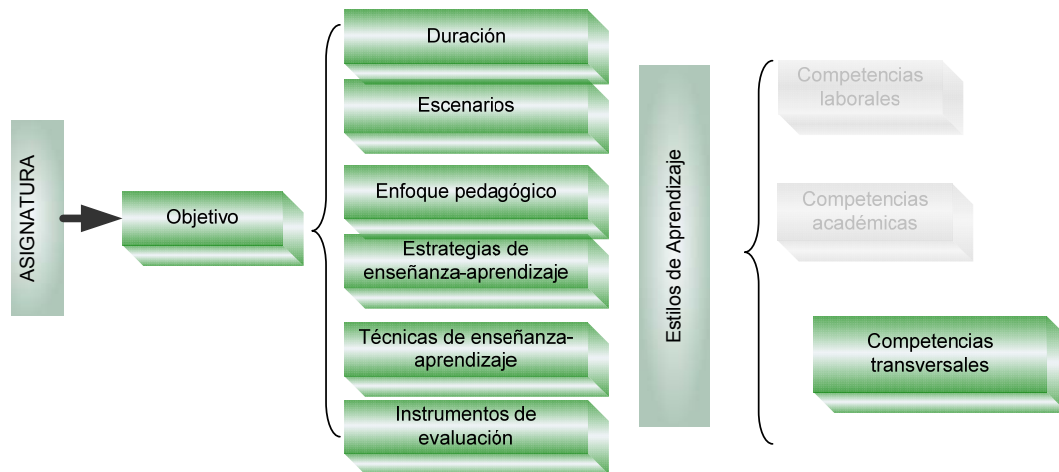 ASIGNATURA
Objetivo
Duración
Escenarios
Enfoque pedagógico
Estrategias de
enseñanza-aprendizaje
Técnicas de enseñanza-
aprendizaje
Instrumentos de
evaluación
Estilos de Aprendizaje
Competencias
laborales
Competencias
académicas
Competencias
transversales